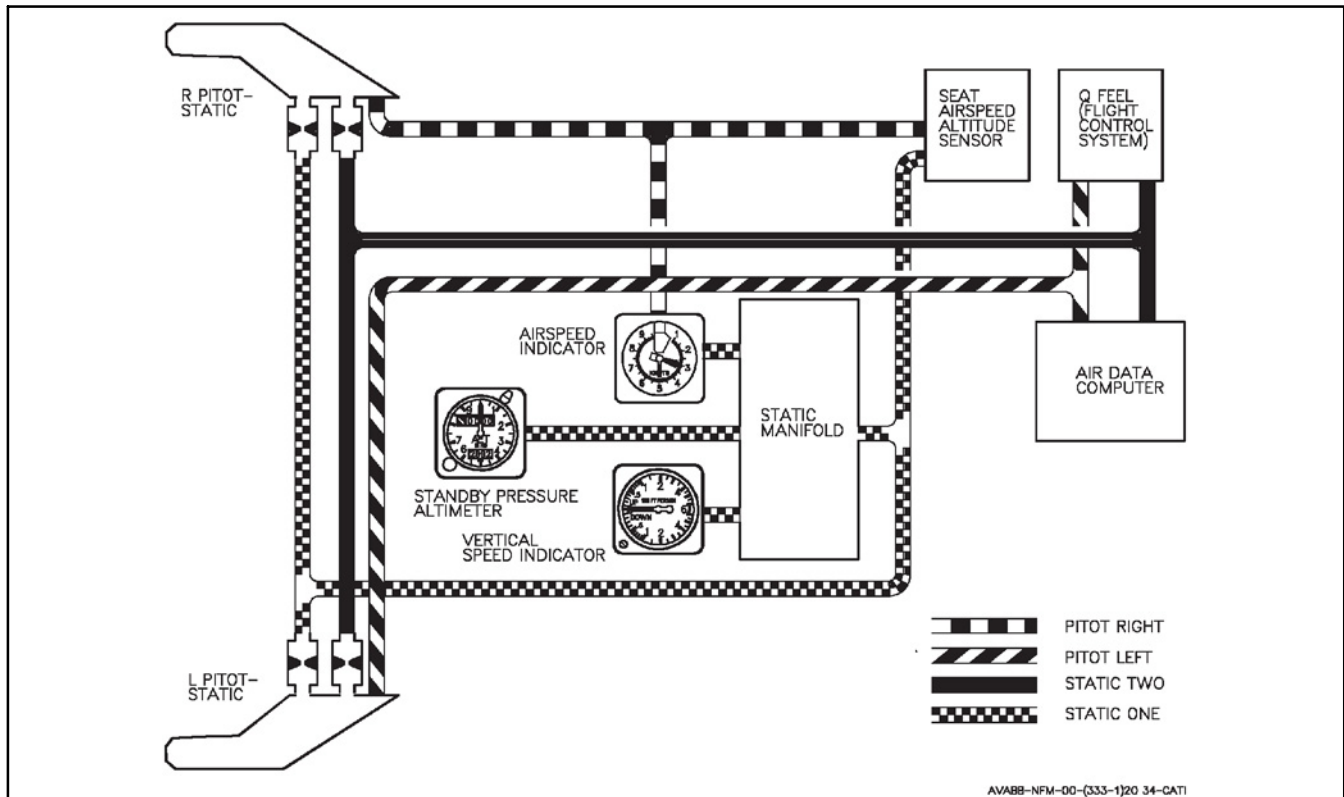 R PITOT-
STATIC
SEAT
AIRSPEED
ALTITUDE
SENSOR
Q FEEL
(FLIGHT
CONTROL
SYSTEM)
AIRSPEED
INDICATOR
STANDBY PRESSURE
ALTIMETER
VERTICAL
SPEED INDICATOR
STATIC
MANIFOLD
AIR DATA
COMPUTER
L PITOT-
STATIC
PITOT RIGHT
PITOT LEFT
STATIC TWO
STATIC ONE
AVA8B-NFM-00-(333-1)20 34-CATI